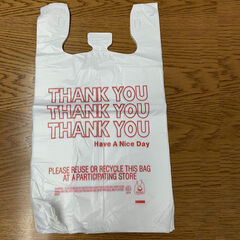 THANK YOU
THANK YOU
THANK YOU
Have A Nice Day
PLEASE REUSE OR RECYCLE THIS BAG
AT A PARTICIPATING STORE